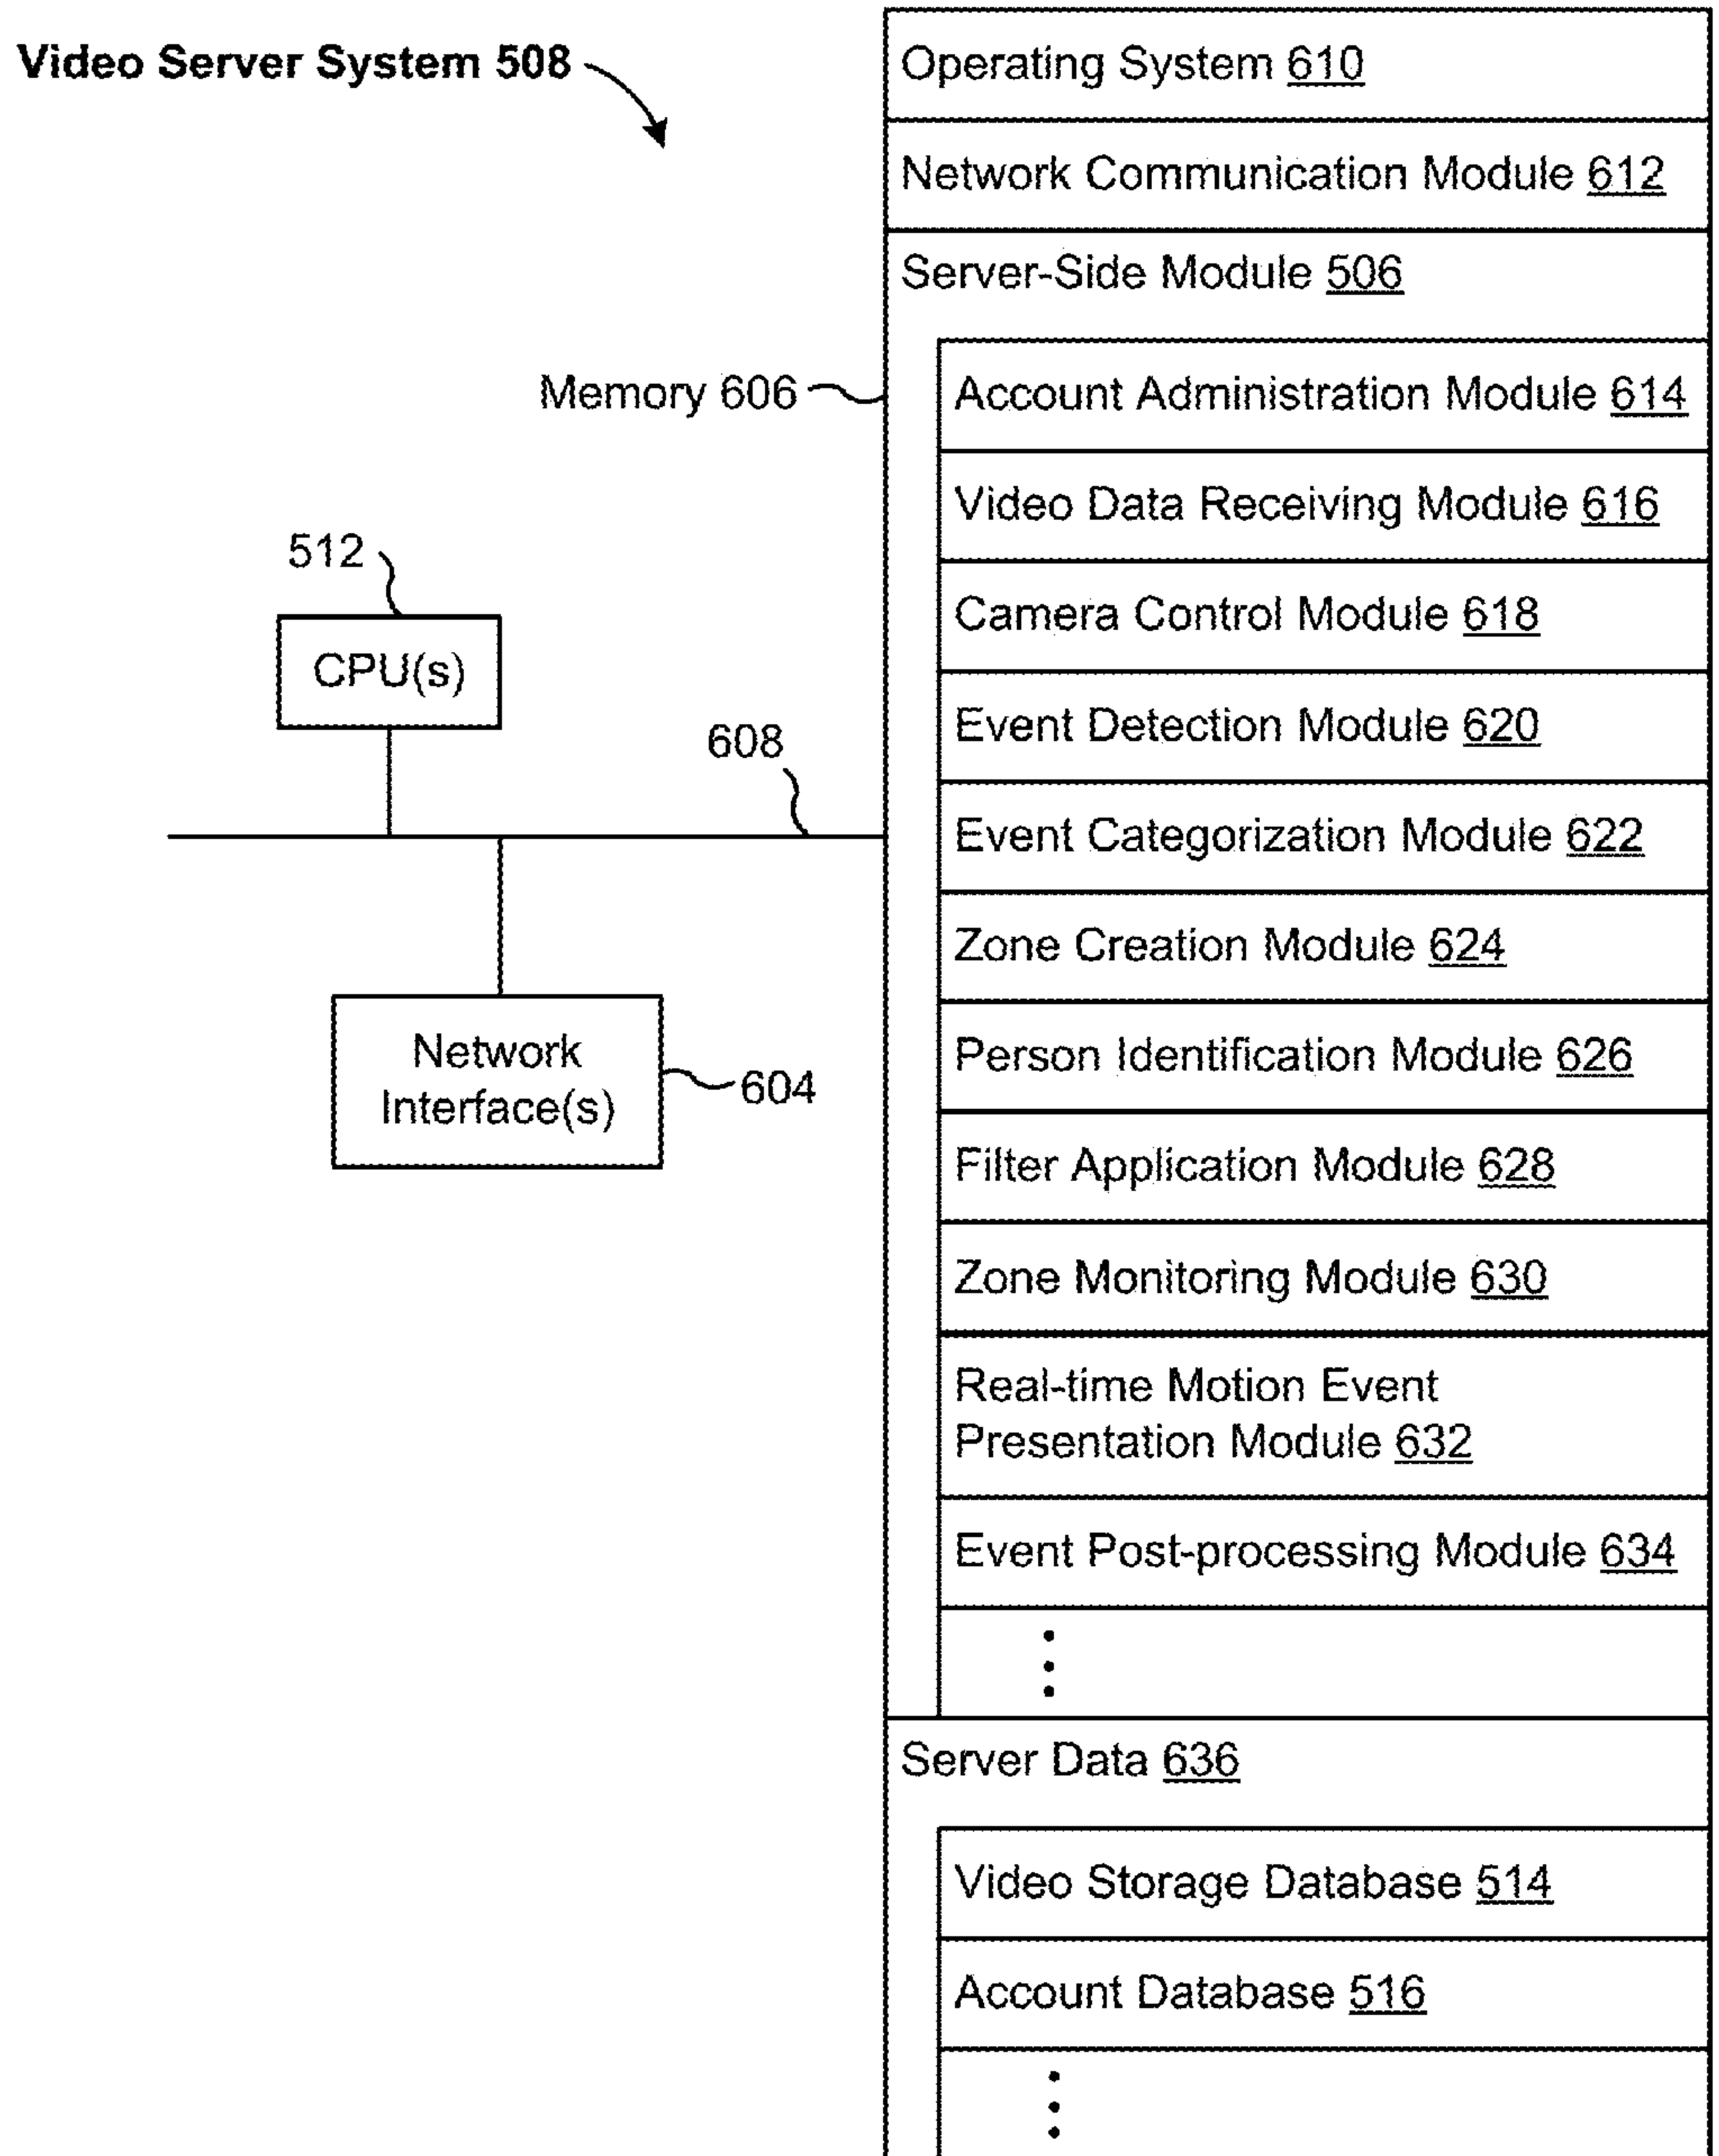 Video Server System 508
Operating System 610
Network Communication Module 612
Server-Side Module 506
Memory 606
Account Administration Module 614
Video Data Receiving Module 616
512
CPU(s)
Camera Control Module 618
Event Detection Module 620
608
Event Categorization Module 622
Zone Creation Module 624
Network
Interface(s)
604
Person Identification Module 626
Filter Application Module 628
Zone Monitoring Module 630
Real-time Motion Event
Presentation Module 632
Event Post-processing Module 634
Server Data 636
Video Storage Database 514
Account Database 516